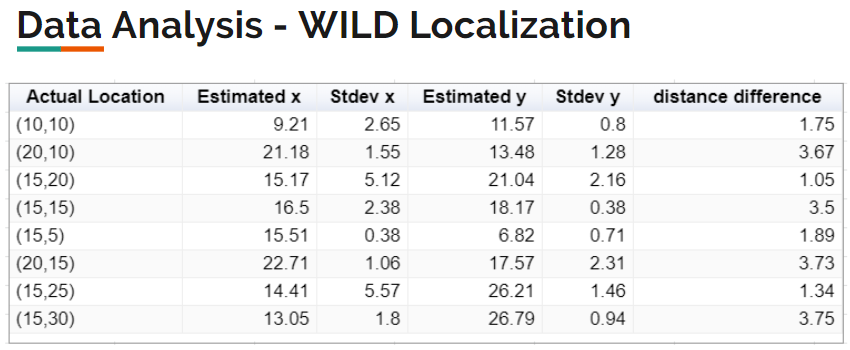 Data Analysis - WILD Localization
Actual Location Estimated x Stdev x Estimated y Stdev y distance difference
(10,10) 9.21 2.65 11.57 0.8 1.75
(20,10) 21.18 1.55 13.48 1.28 3.67
(15,20) 15.17 5.12 21.04 2.16 1.05
(15,15) 16.5 2.38 18.17 0.38 3.5
(15,5) 15.51 0.38 6.82 0.71 1.89
(20,15) 22.71 1.06 17.57 2.31 3.73
(15,25) 14.41 5.57 26.21 1.46 1.34
(15,30) 13.05 1.8 26.79 0.94 3.75